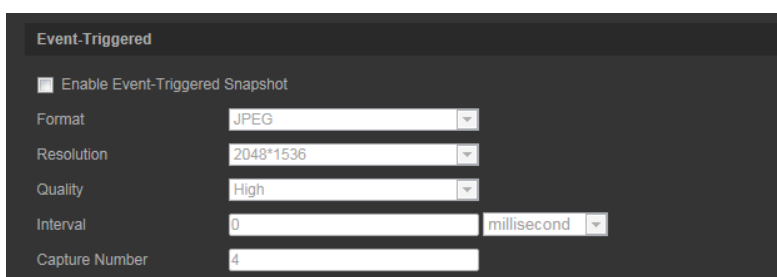 Event-Triggered
Enable Event-Triggered Snapshot
Format JPEG
Resolution 2048*1536
Quality High
Interval 0 millisecond
Capture Number 4